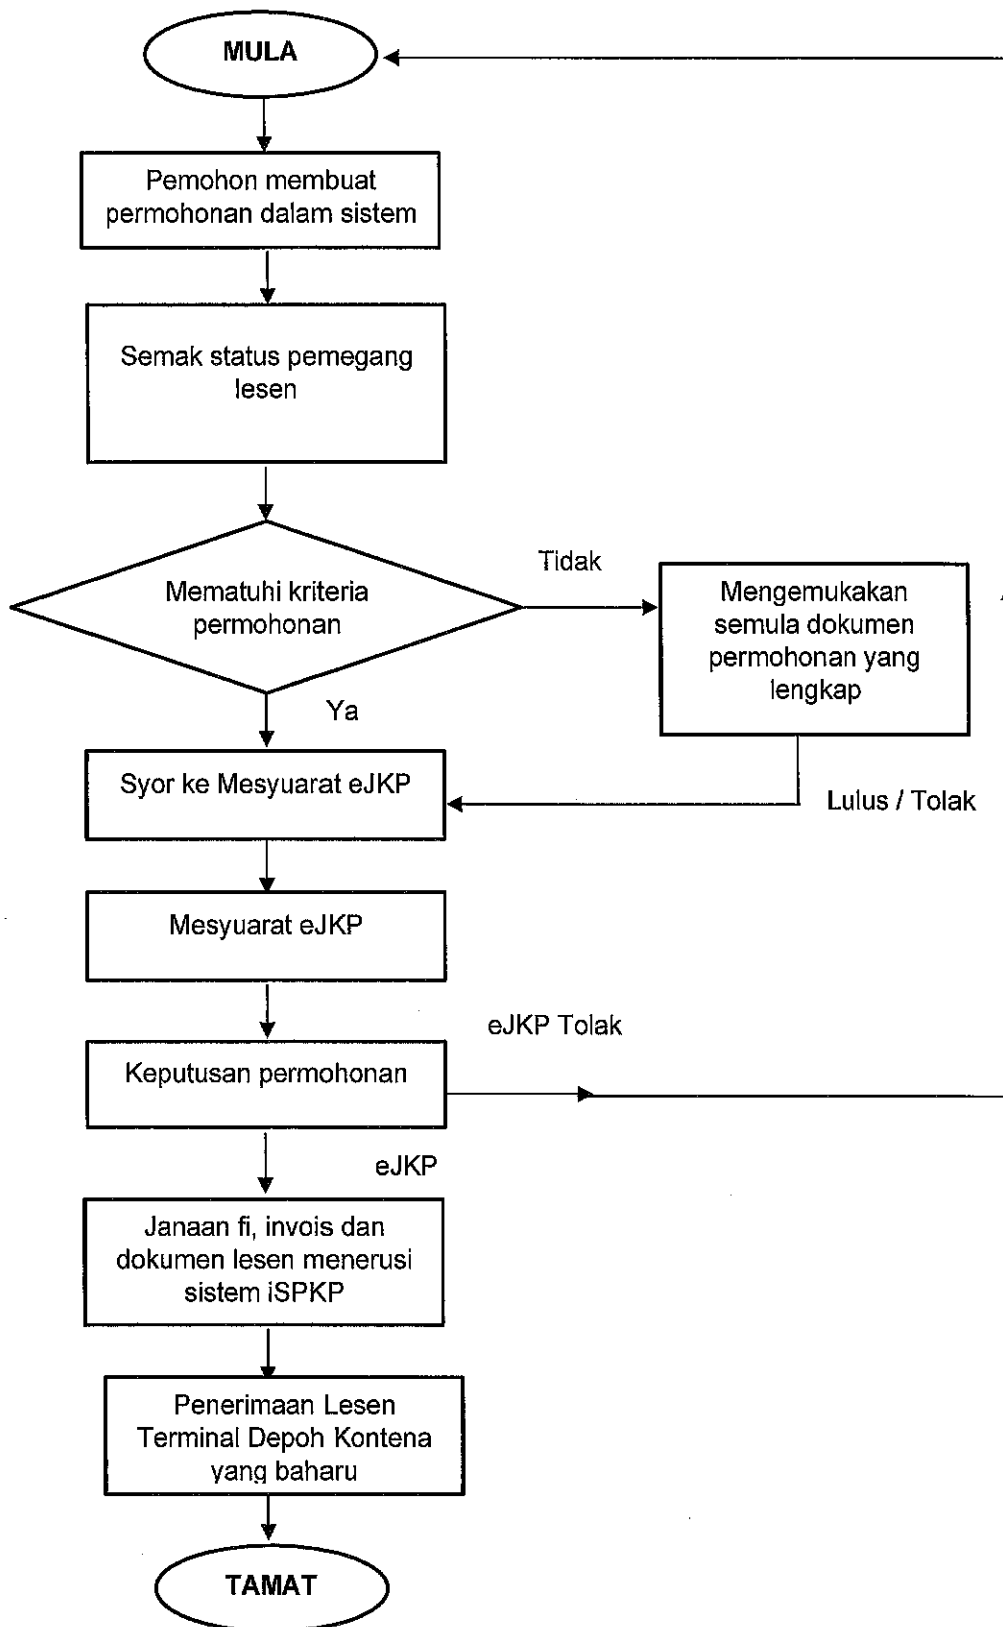 MULA
Pemohon membuat
permohonan dalam sistem
Semak status pemegang
lesen
Mematuhi kriteria
permohonan
Tidak
Mengemukakan
semula dokumen
permohonan yang
lengkap
Ya
Syor ke Mesyuarat eJKP
Lulus / Tolak
Mesyuarat eJKP
eJKP Tolak
Keputusan permohonan
eJKP
Janaan fi, invois dan
dokumen lesen menerusi
sistem iSPKP
Penerimaan Lesen
Terminal Depoh Kontena
yang baharu
TAMAT